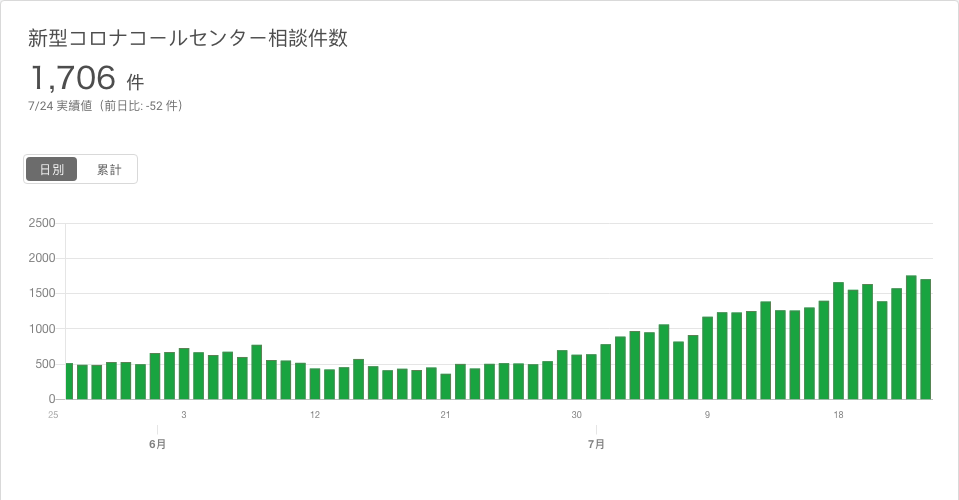 新型コロナコールセンター相談件数
1,706 件
7/24 実績値（前日比: -52 件）
日別 累計
2500
2000
1500
1000
500
0
25 3 12 21 30 9 18
6月 7月